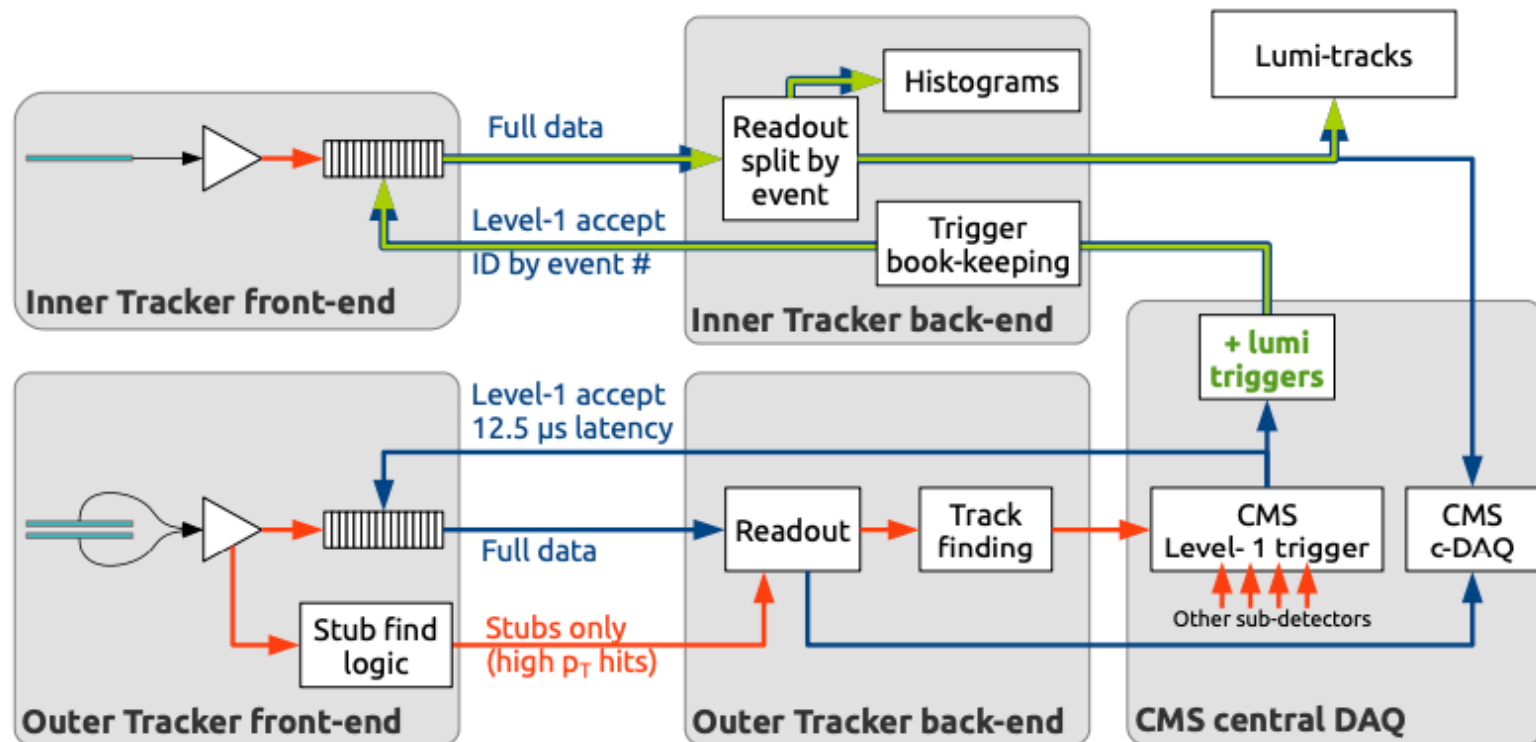 Lumi-tracks
Histograms
Full data
Readout
split by
event
Level-1 accept
ID by event #
Trigger
book-keeping
Inner Tracker front-end
Inner Tracker back-end
+ lumi
triggers
Level-1 accept
12.5 µs latency
Full data
Readout
Track
finding
CMS
Level- 1 trigger
CMS
c-DAQ
Other sub-detectors
Stub find
logic
Stubs only
(high pT hits)
Outer Tracker front-end
Outer Tracker back-end
CMS central DAQ